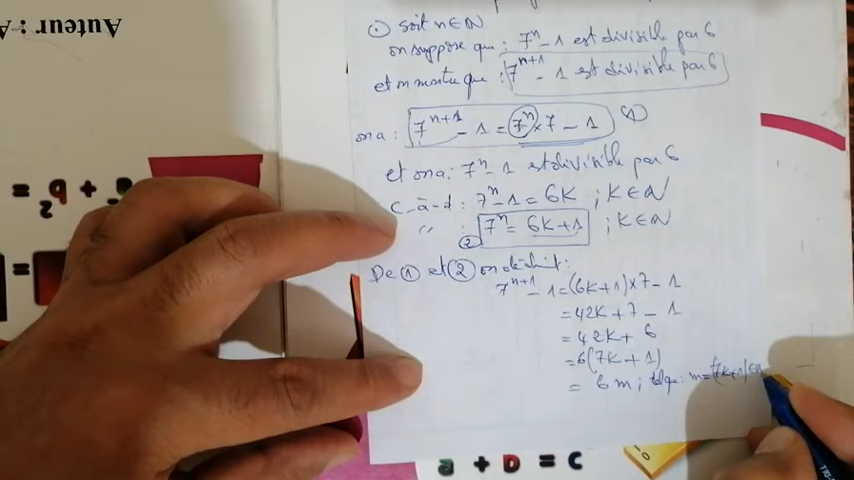 Auteur :
⊙ soit n∈ℕ
on suppose que : 7ⁿ - 1 est divisible par 6
et on montre que : 7ⁿ⁺¹ - 1 est divisible par 6
on a : 7ⁿ⁺¹ - 1 = 7ⁿ × 7 - 1 ①
et on a : 7ⁿ - 1 est divisible par 6
c-à-d : 7ⁿ - 1 = 6K ; K∈ℕ
" : ② 7ⁿ = 6K + 1 ; K∈ℕ
De ① et ② on déduit :
7ⁿ⁺¹ - 1 = (6K+1) × 7 - 1
= 42K + 7 - 1
= 42K + 6
= 6(7K + 1)
= 6m ; tq : m = (7K+1)
R + D = C